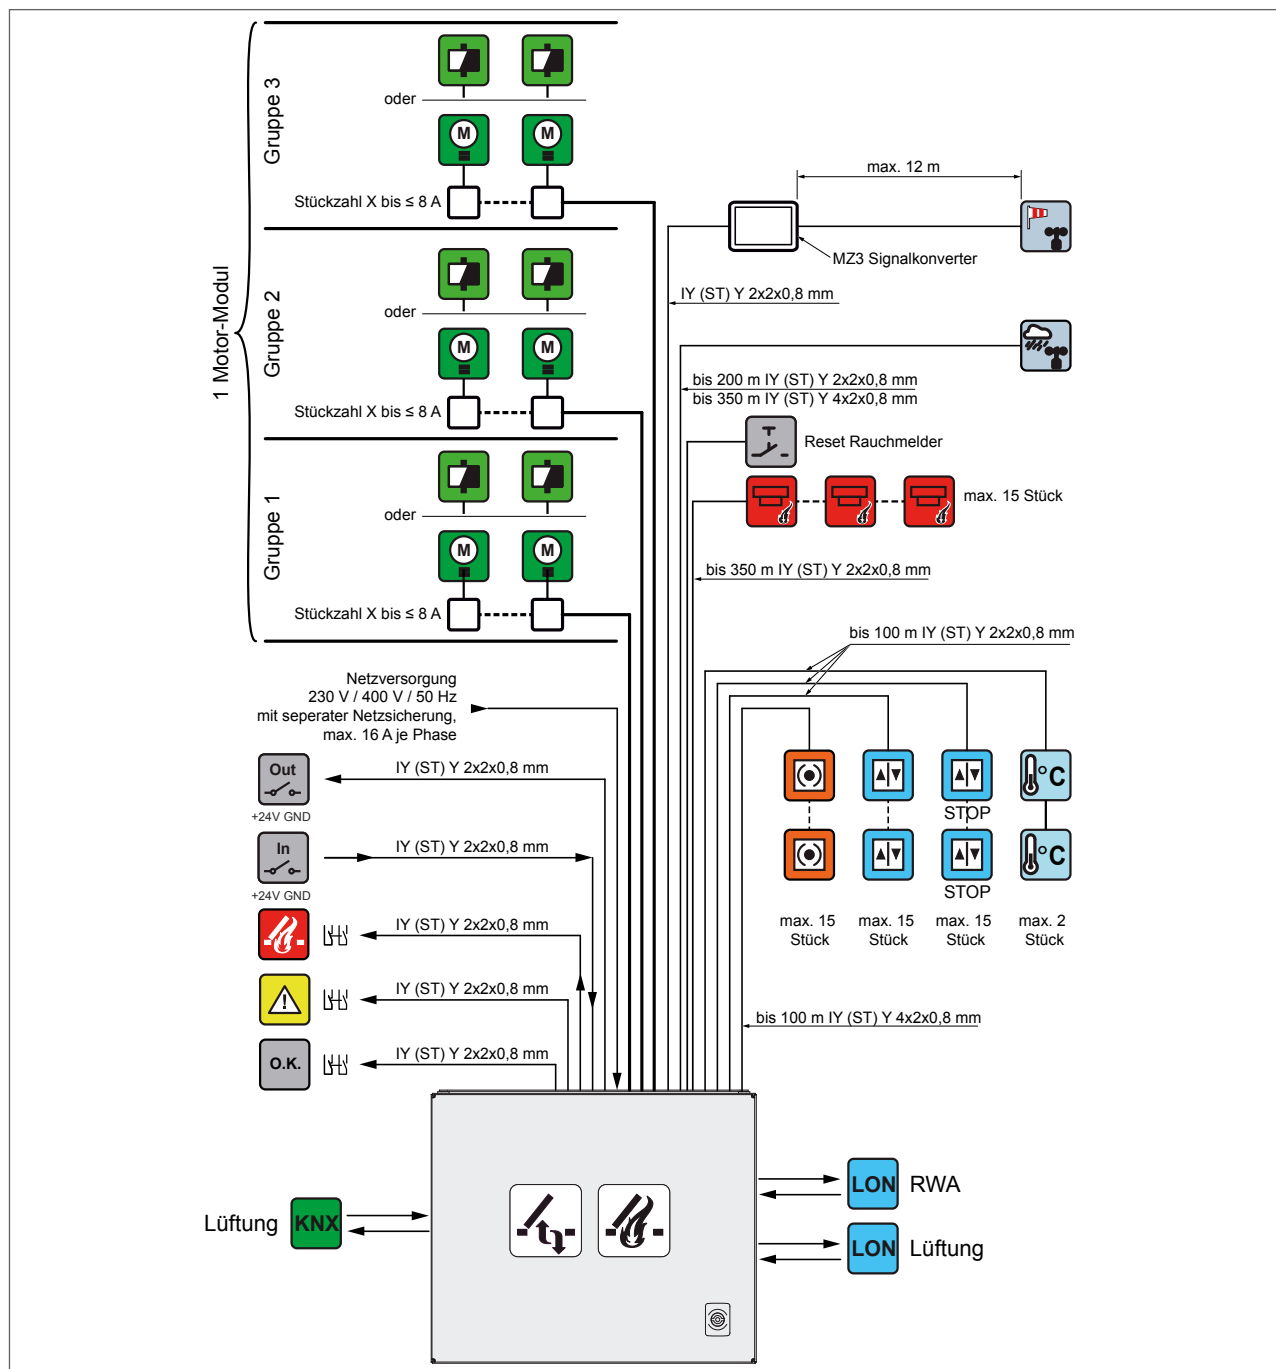 1 Motor-Modul
Gruppe 3
oder
M
M
Stückzahl X bis ≤ 8 A
Gruppe 2
oder
M
M
Stückzahl X bis ≤ 8 A
Gruppe 1
oder
M
M
Stückzahl X bis ≤ 8 A
max. 12 m
MZ3 Signalkonverter
IY (ST) Y 2x2x0,8 mm
bis 200 m IY (ST) Y 2x2x0,8 mm
bis 350 m IY (ST) Y 4x2x0,8 mm
Reset Rauchmelder
max. 15 Stück
bis 350 m IY (ST) Y 2x2x0,8 mm
bis 100 m IY (ST) Y 2x2x0,8 mm
Netzversorgung
230 V / 400 V / 50 Hz
mit seperater Netzsicherung,
max. 16 A je Phase
Out
+24V GND
IY (ST) Y 2x2x0,8 mm
In
+24V GND
IY (ST) Y 2x2x0,8 mm
IY (ST) Y 2x2x0,8 mm
IY (ST) Y 2x2x0,8 mm
O.K.
IY (ST) Y 2x2x0,8 mm
°C
STOP
°C
STOP
max. 15
Stück
max. 15
Stück
max. 15
Stück
max. 2
Stück
bis 100 m IY (ST) Y 4x2x0,8 mm
Lüftung
KNX
LON
RWA
LON
Lüftung